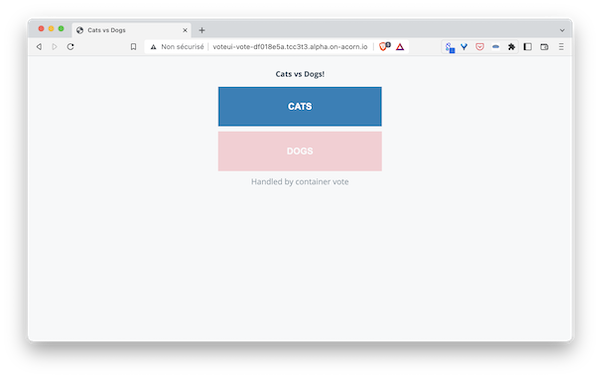 Cats vs Dogs
Non sécurisé
voteui-vote-df018e5a.tcc3t3.alpha.on-acorn.io
Cats vs Dogs!
CATS
DOGS
Handled by container vote